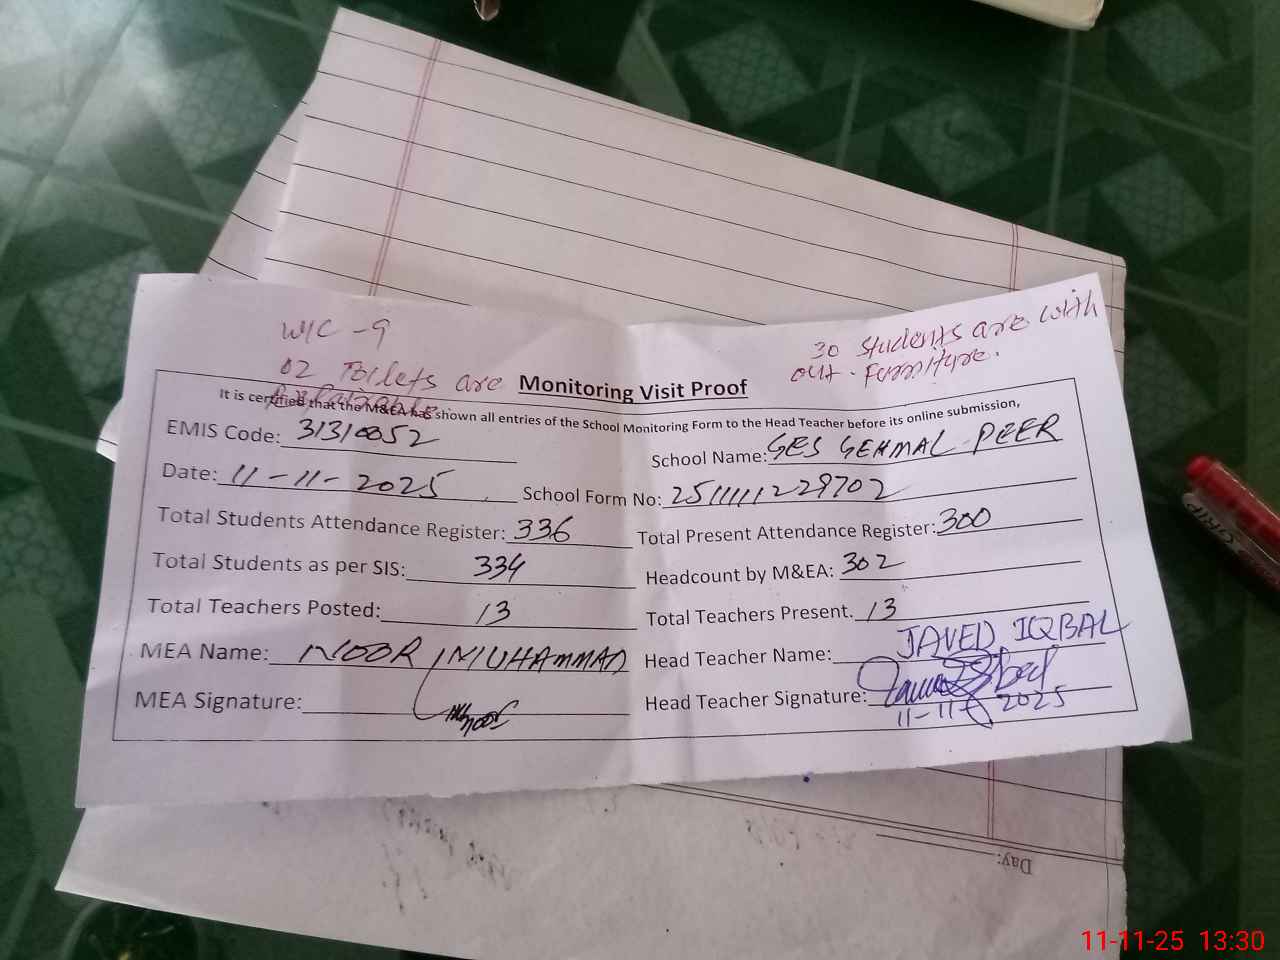 W/C - 9
02 Toilets are
30 students are with
out. furniture.
Monitoring Visit Proof
It is certified that the M&EA has shown all entries of the School Monitoring Form to the Head Teacher before its online submission,
EMIS Code: 31310052
School Name: GES GEHMAL PEER
Date: 11-11-2025
School Form No: 2511111229702
Total Students Attendance Register: 336
Total Present Attendance Register: 300
Total Students as per SIS: 334
Headcount by M&EA: 302
Total Teachers Posted: 13
Total Teachers Present. 13
MEA Name: NOOR MUHAMMAD
Head Teacher Name: JAVED IQBAL
MEA Signature:
Head Teacher Signature:
11-11-2025
Day:
11-11-25 13:30